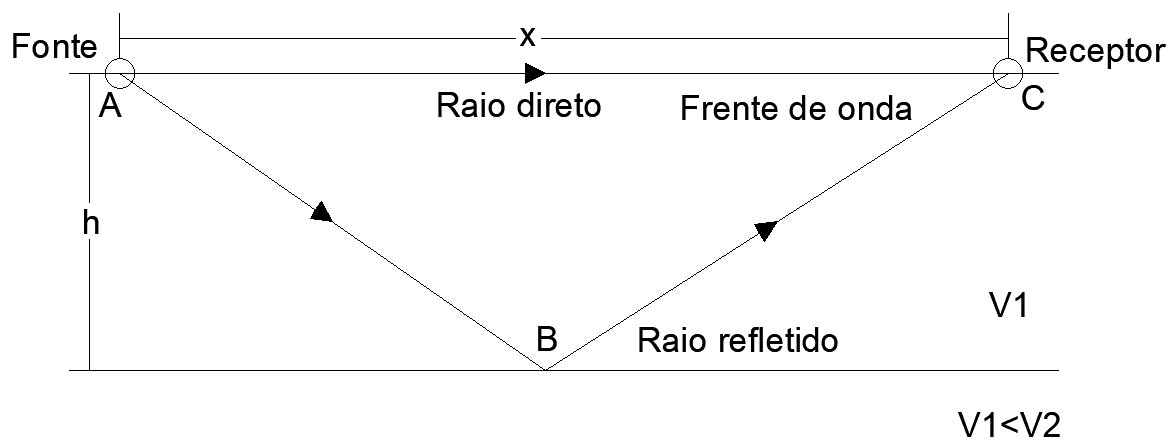 x
Fonte
Receptor
A
Raio direto
Frente de onda
C
h
V1
B
Raio refletido
V1<V2